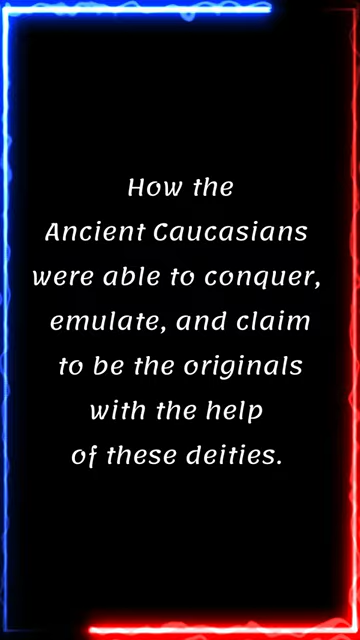 How the
Ancient Caucasians
were able to conquer,
emulate, and claim
to be the originals
with the help
of these deities.